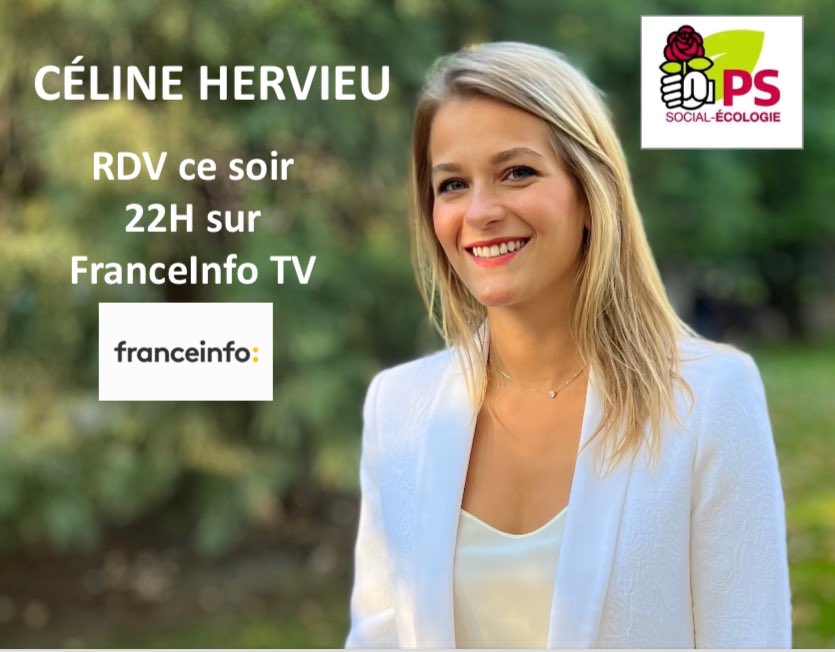 CÉLINE HERVIEU
RDV ce soir
22H sur
FranceInfo TV
franceinfo:
PS
SOCIAL-ÉCOLOGIE